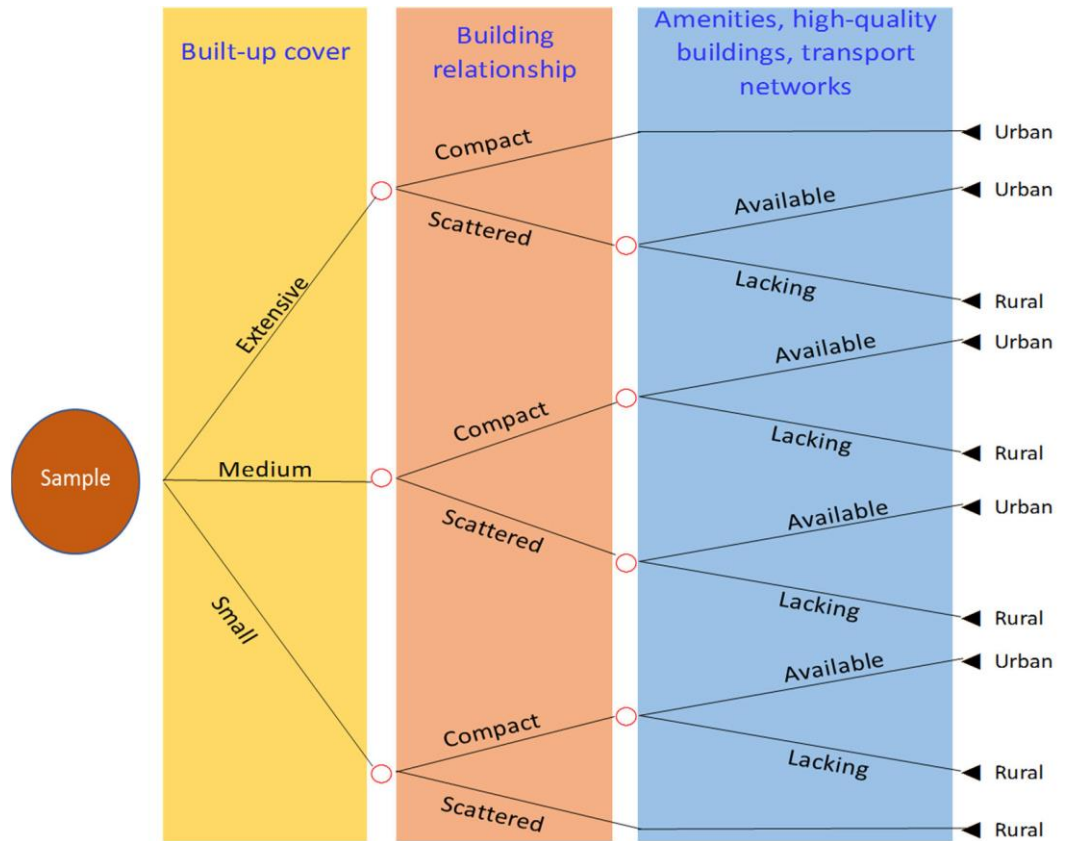 Built-up cover
Building
relationship
Amenities, high-quality
buildings, transport
networks
Compact
Urban
Scattered
Available
Urban
Extensive
Lacking
Rural
Available
Urban
Compact
Lacking
Rural
Sample
Medium
Scattered
Available
Urban
Lacking
Rural
Small
Available
Urban
Compact
Lacking
Rural
Scattered
Rural